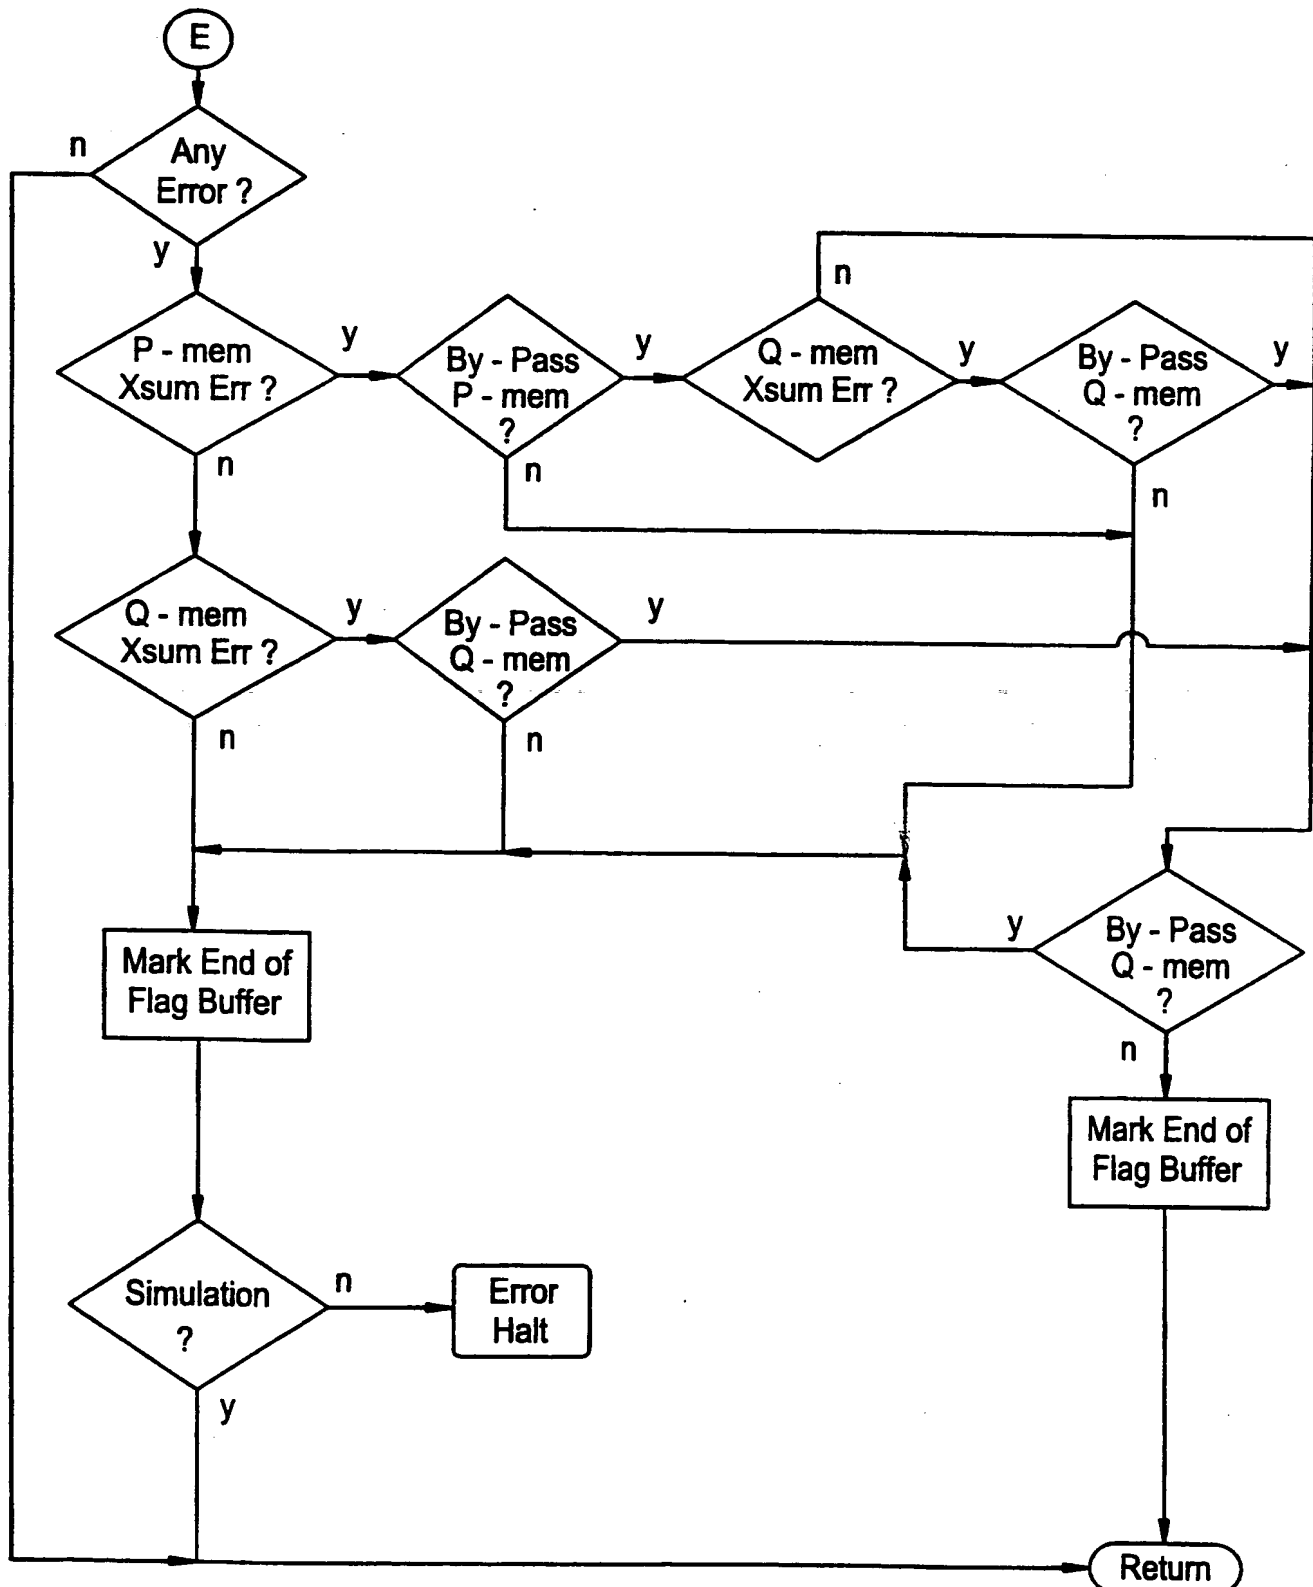 E
n
Any
Error ?
y
n
P - mem
Xsum Err ?
y
By - Pass
P - mem
?
y
Q - mem
Xsum Err ?
y
By - Pass
Q - mem
?
y
n
n
n
Q - mem
Xsum Err ?
y
By - Pass
Q - mem
?
y
n
n
y
By - Pass
Q - mem
?
n
Mark End of
Flag Buffer
Mark End of
Flag Buffer
Simulation
?
n
Error
Halt
y
Return